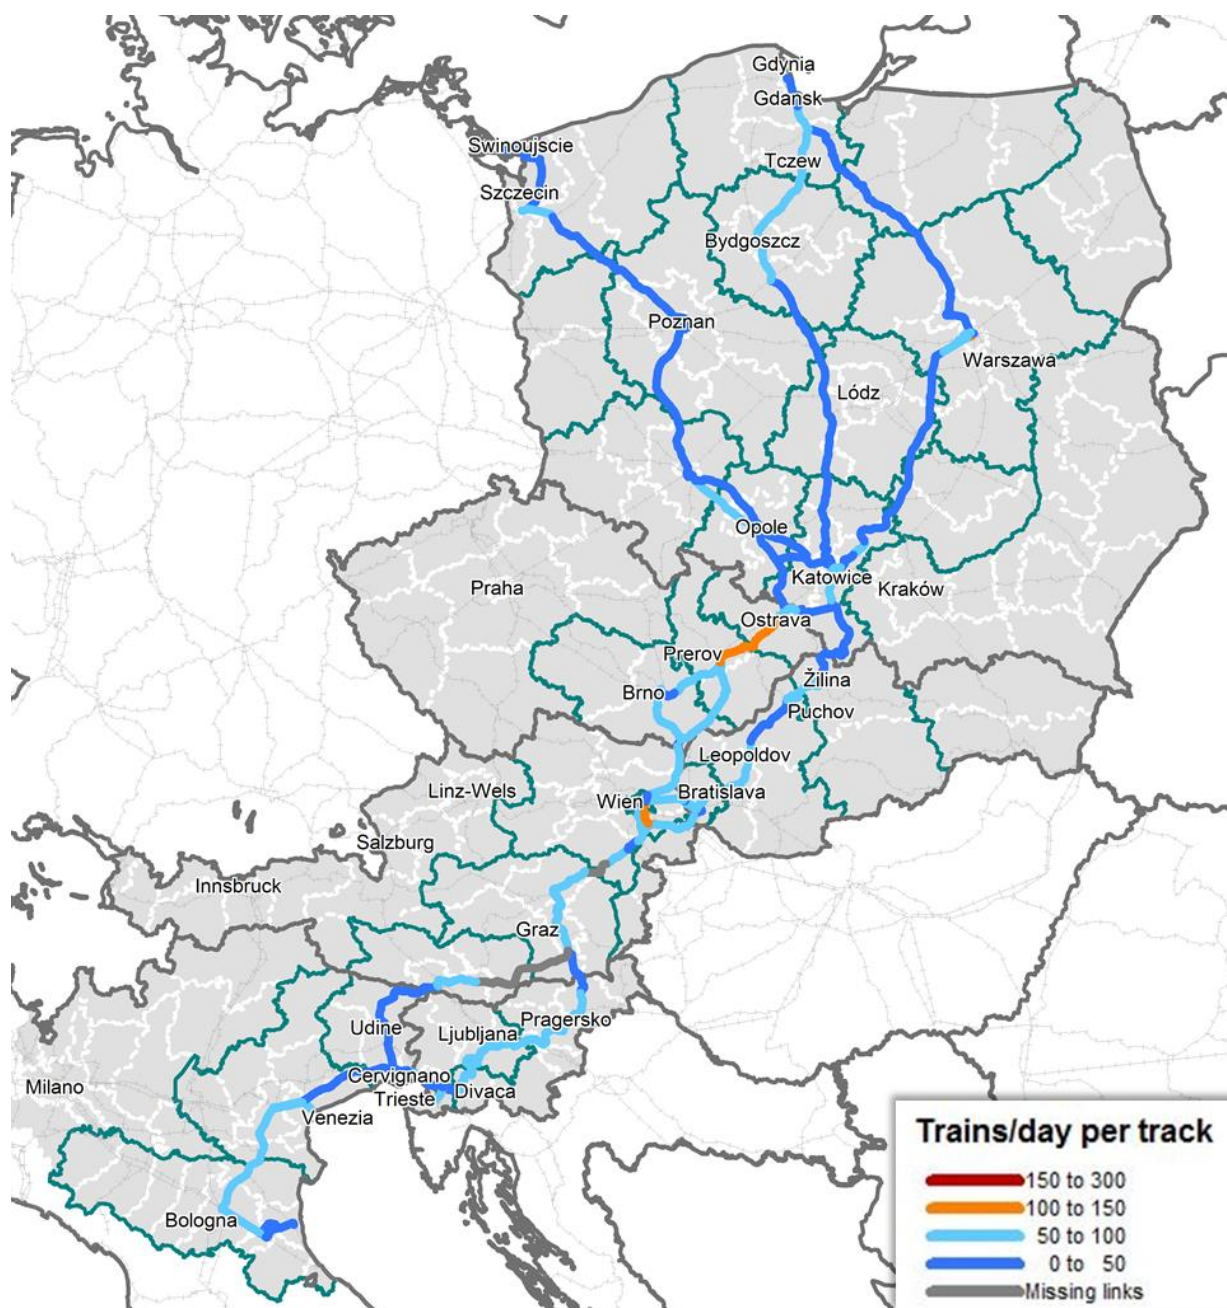 Gdynia
Gdansk
Swinoujscie
Tczew
Szczecin
Bydgoszcz
Poznan
Warszawa
Lódz
Opole
Katowice
Kraków
Praha
Ostrava
Prerov
Žilina
Brno
Puchov
Leopoldov
Linz-Wels
Wien
Bratislava
Salzburg
Innsbruck
Graz
Pragersko
Udine
Ljubljana
Cervignano
Milano
Trieste
Divaca
Venezia
Bologna
Trains/day per track
150 to 300
100 to 150
50 to 100
0 to 50
Missing links